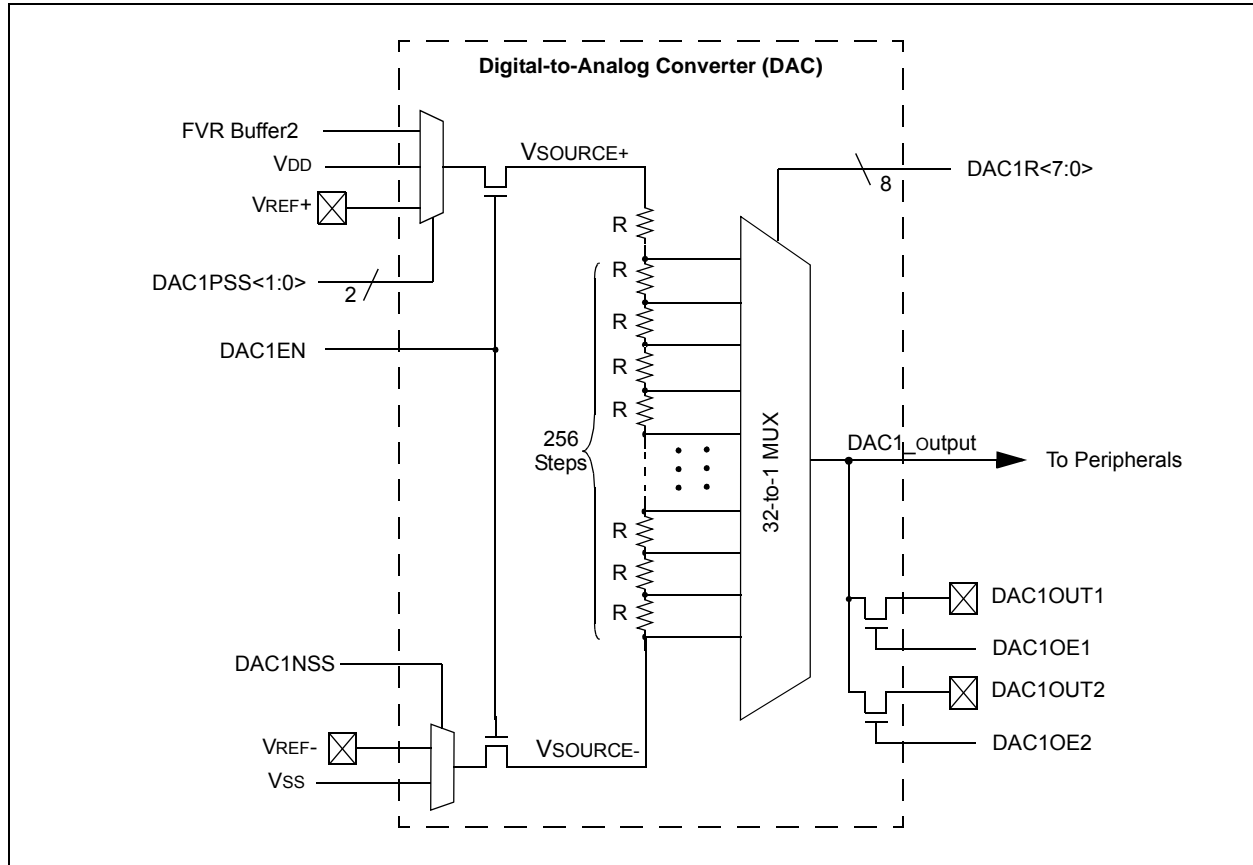 Digital-to-Analog Converter (DAC)
FVR Buffer2
VDD
VREF+
VSOURCE+
DAC1R<7:0>
8
DAC1PSS<1:0>
2
DAC1EN
R
R
R
R
R
256
Steps
R
R
R
32-to-1 MUX
DAC1_output
To Peripherals
DAC1NSS
VREF-
VSS
VSOURCE-
DAC1OUT1
DAC1OE1
DAC1OUT2
DAC1OE2